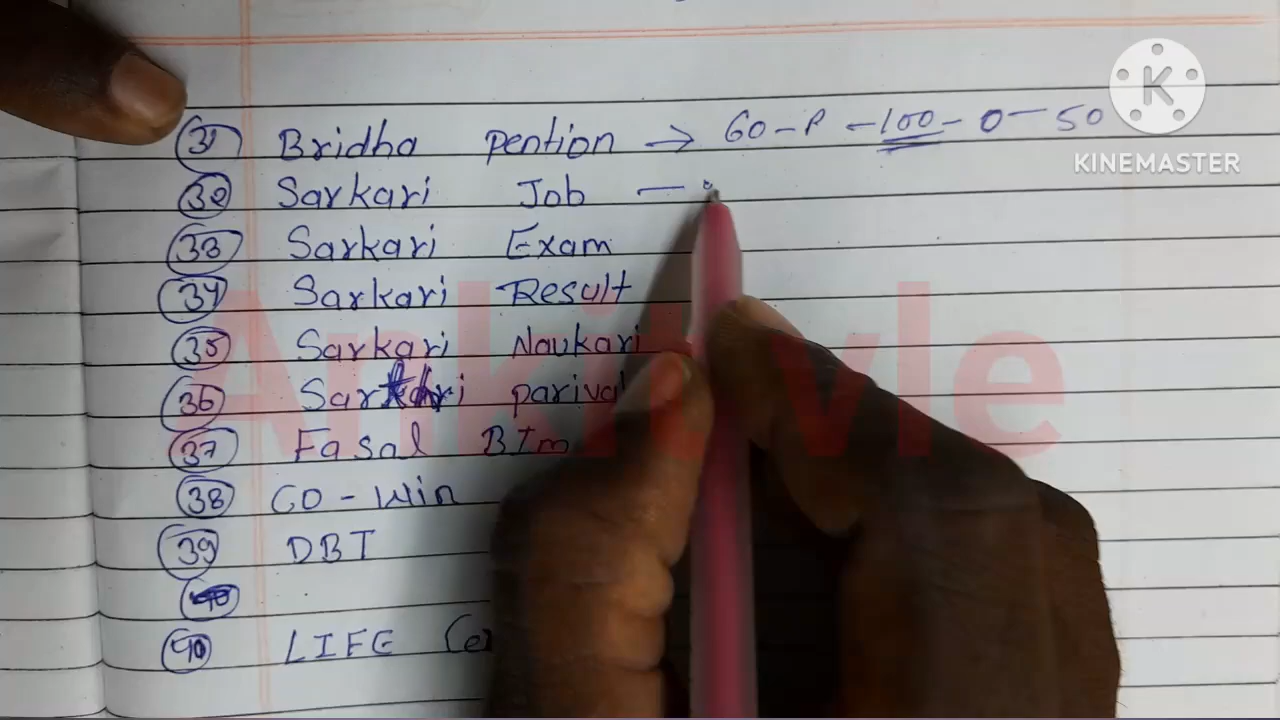 31 Bridha pention → 60-P -100- 0- 50
KINEMASTER
32 Sarkari Job —
33 Sarkari Exam
34 Sarkari Result
35 Sarkari Naukari
36 Sarkari
37 Fasal BIm
38 CO-Win
39 DBT
40
40 LIFE
Ankitvle